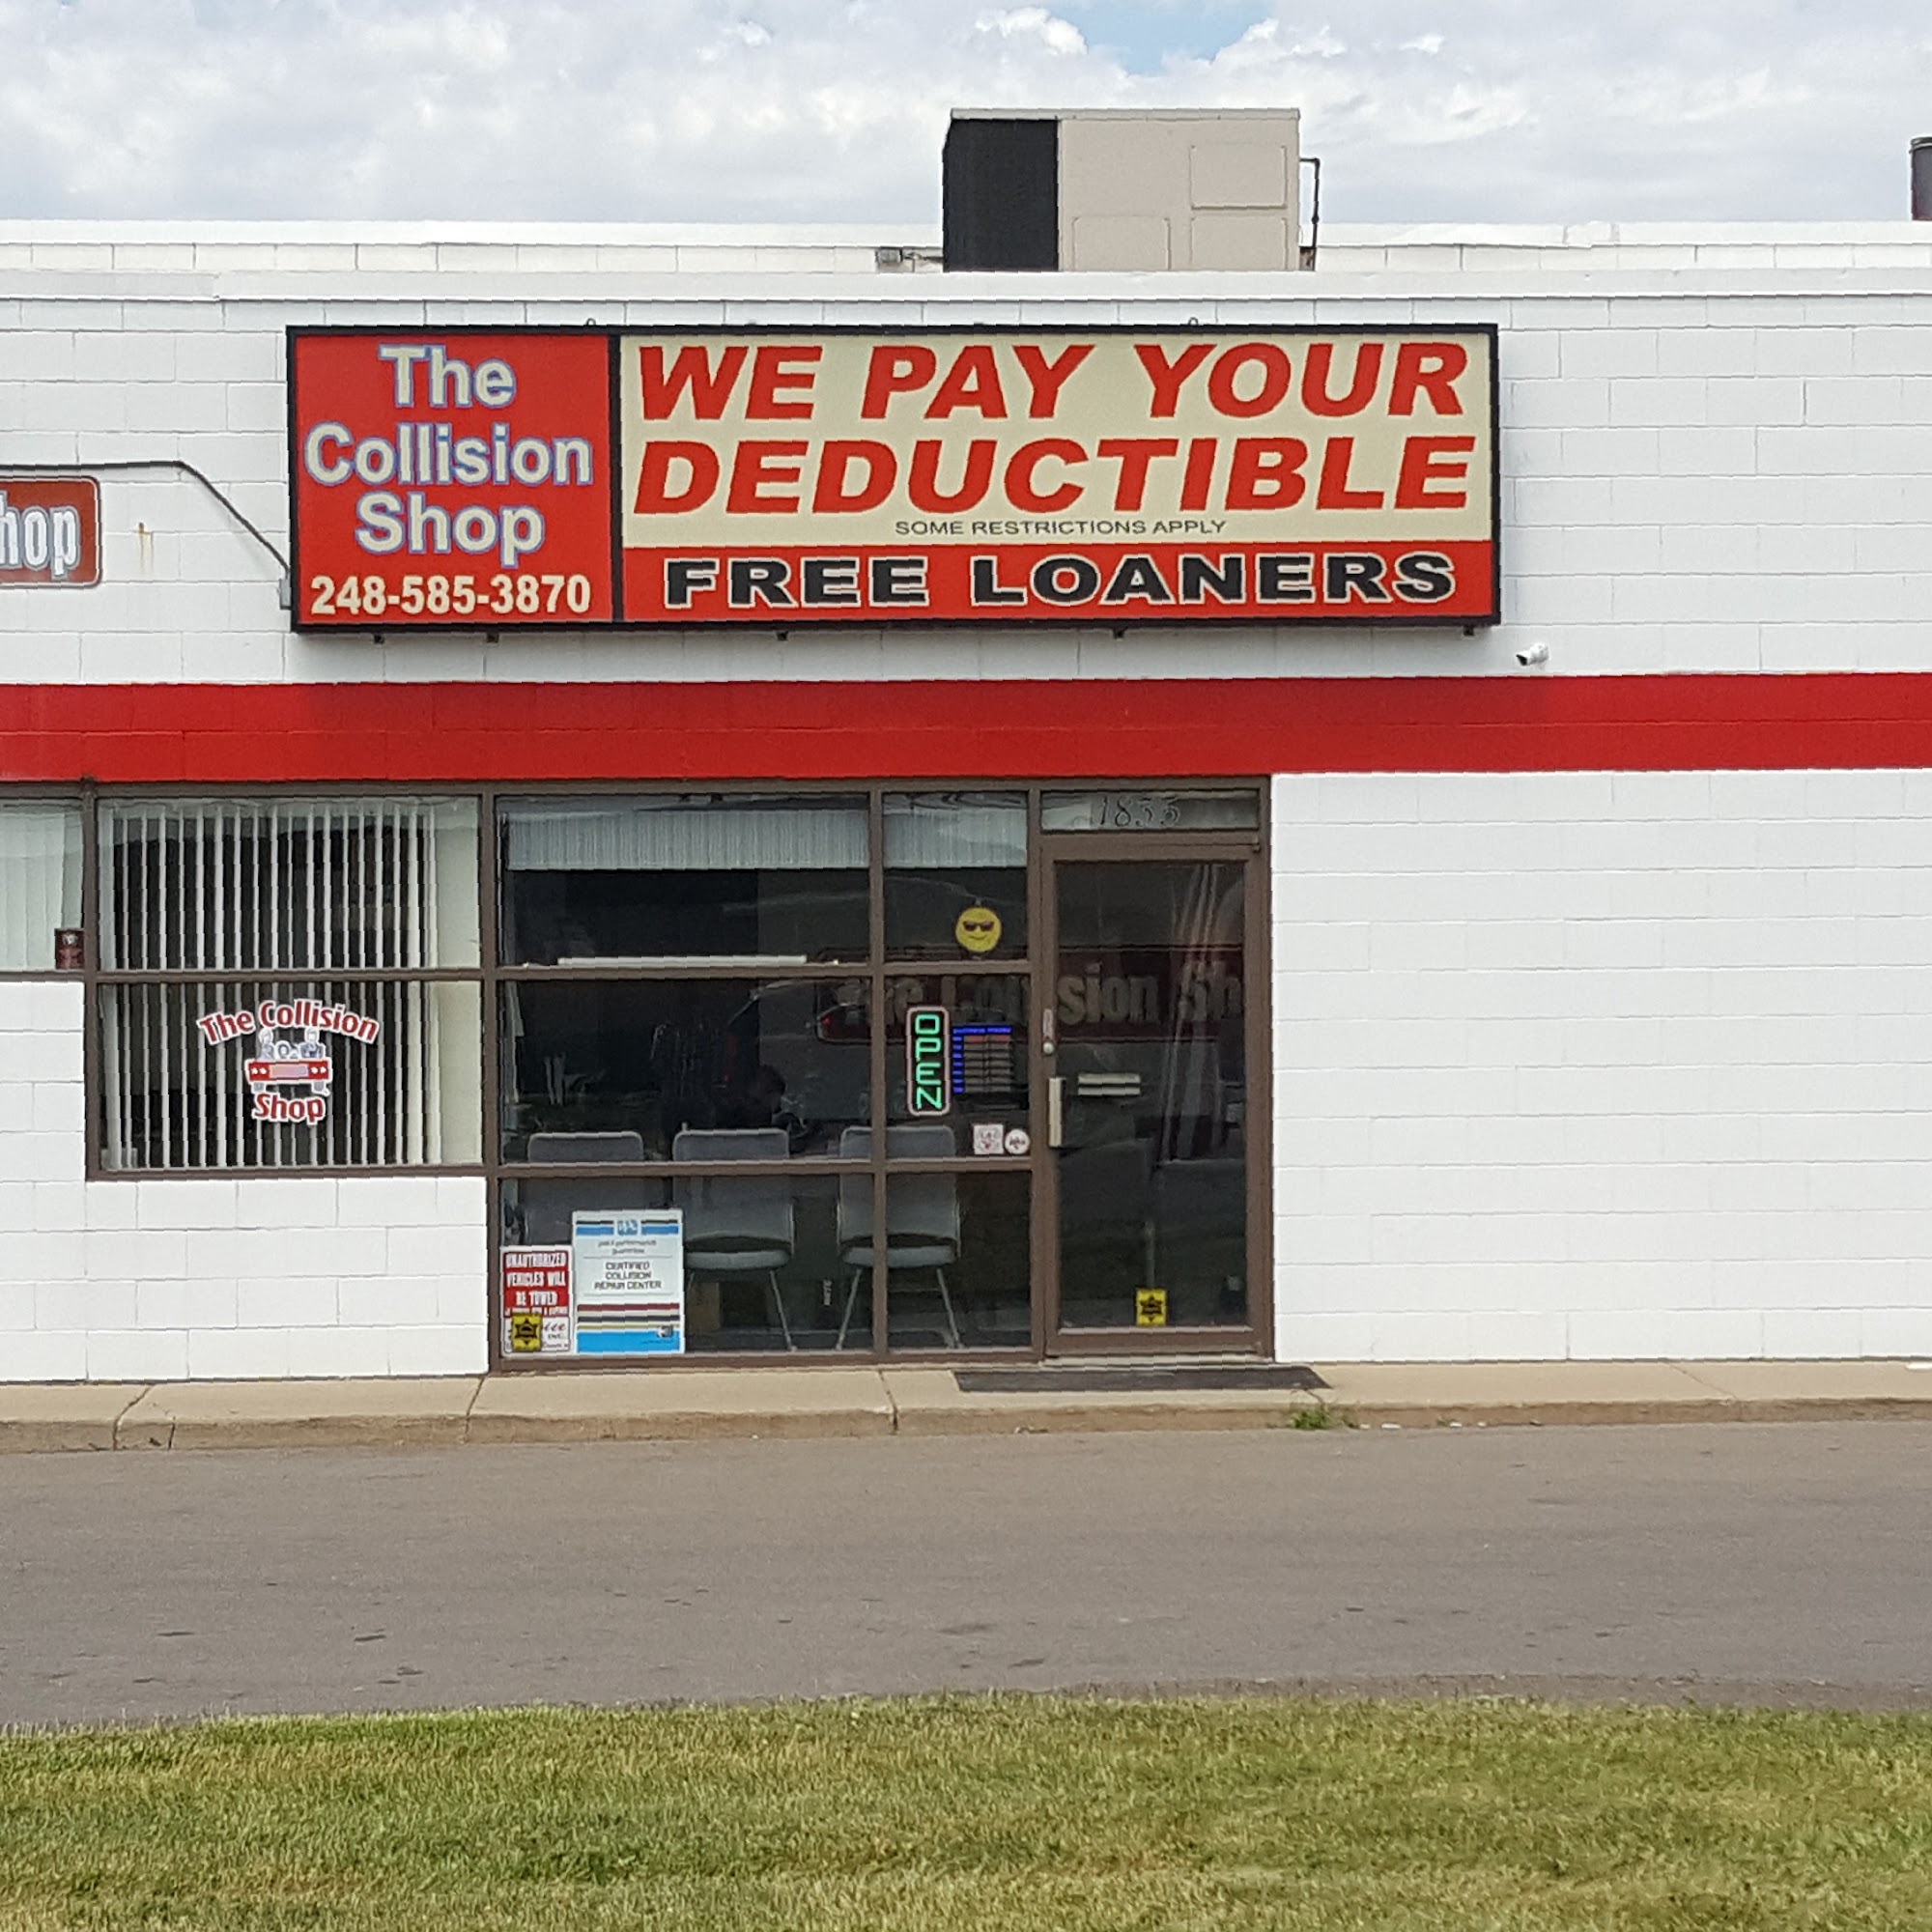 The
Collision
Shop
248-585-3870
WE PAY YOUR
DEDUCTIBLE
SOME RESTRICTIONS APPLY
FREE LOANERS
hop
1835
The Collision
Shop
OPEN
UNAUTHORIZED
VEHICLES WILL
BE TOWED
CERTIFIED
COLLISION
REPAIR CENTER